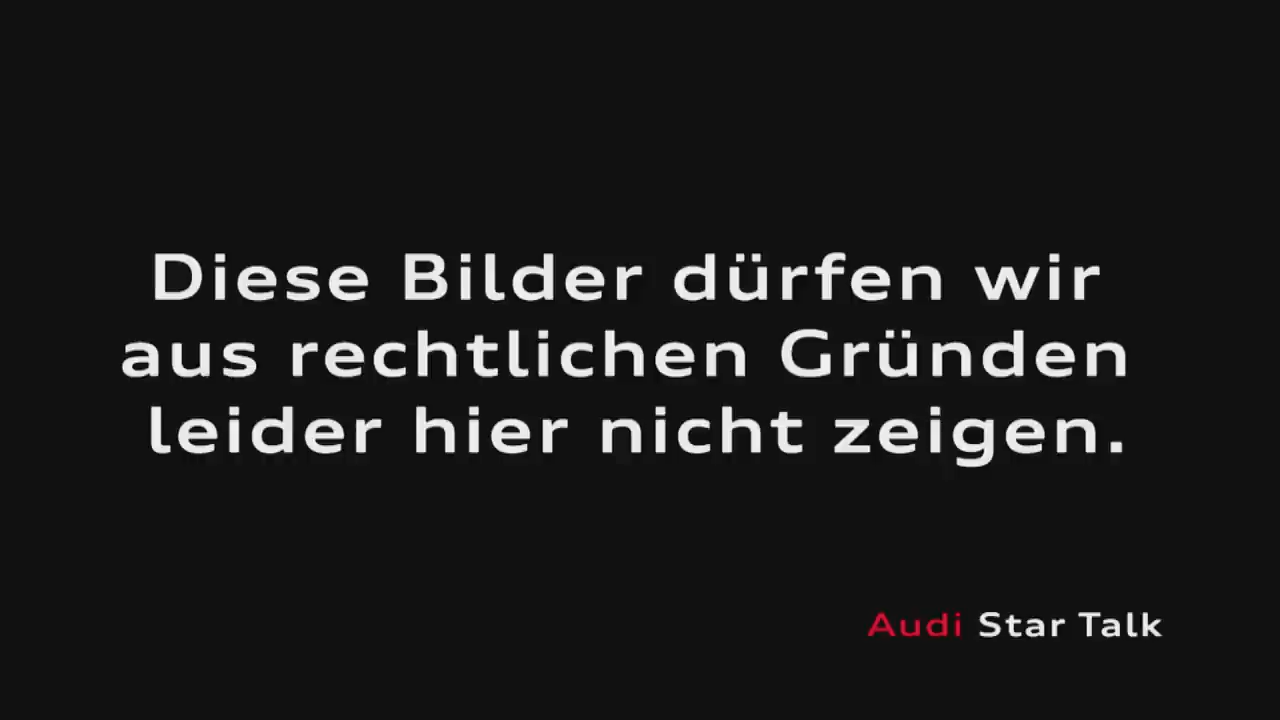 Diese Bilder dürfen wir
aus rechtlichen Gründen
leider hier nicht zeigen.
Audi Star Talk